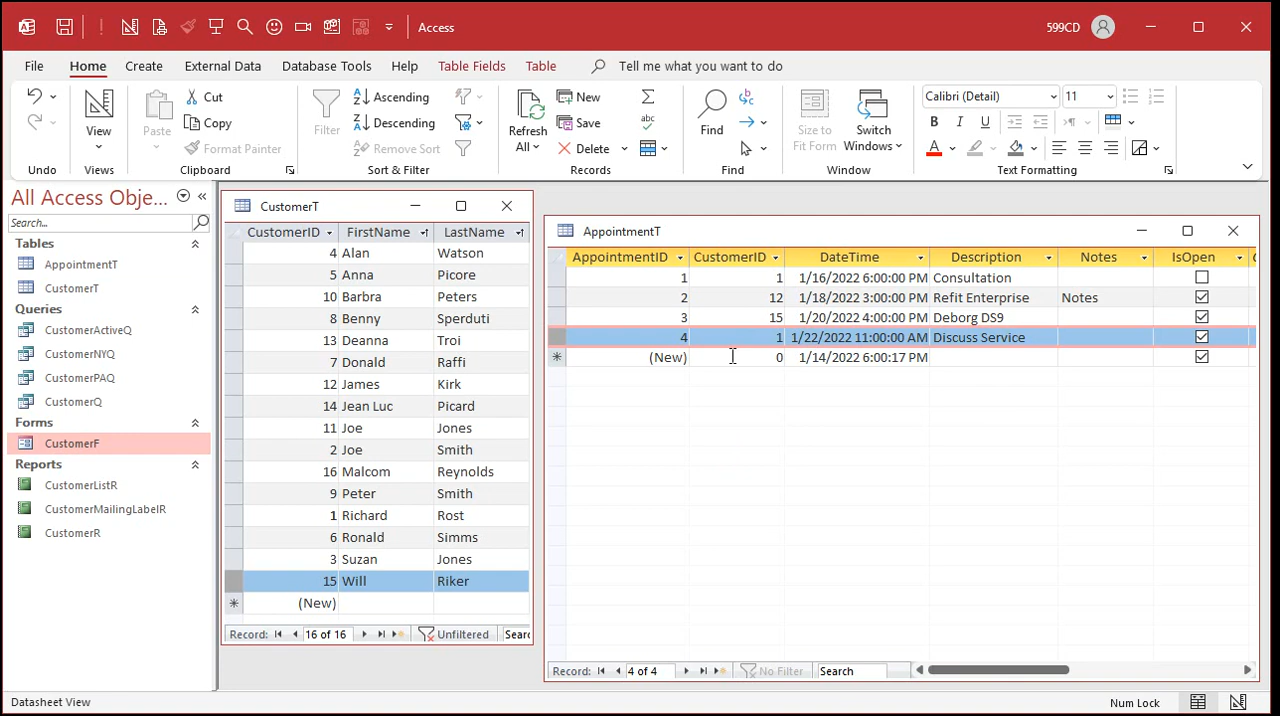 Access
599CD
File Home Create External Data Database Tools Help Table Fields Table Tell me what you want to do
Cut
Copy
Paste
Format Painter
View
Filter
Ascending
Descending
Remove Sort
Refresh
All
New
Save
Delete
Find
Size to
Fit Form
Switch
Windows
Calibri (Detail) 11
B I U
Undo Views Clipboard Sort & Filter Records Find Window Text Formatting
All Access Obje...
Search...
Tables
AppointmentT
CustomerT
Queries
CustomerActiveQ
CustomerNYQ
CustomerPAQ
CustomerQ
Forms
CustomerF
Reports
CustomerListR
CustomerMailingLabelR
CustomerR
CustomerT
CustomerID FirstName LastName
4 Alan Watson
5 Anna Picore
10 Barbra Peters
8 Benny Sperduti
13 Deanna Troi
7 Donald Raffi
12 James Kirk
14 Jean Luc Picard
11 Joe Jones
2 Joe Smith
16 Malcom Reynolds
9 Peter Smith
1 Richard Rost
6 Ronald Simms
3 Suzan Jones
15 Will Riker
(New)
Record: 16 of 16 Unfiltered Searc
AppointmentT
AppointmentID CustomerID DateTime Description Notes IsOpen
1 1 1/16/2022 6:00:00 PM Consultation
2 12 1/18/2022 3:00:00 PM Refit Enterprise Notes
3 15 1/20/2022 4:00:00 PM Deborg DS9
4 1 1/22/2022 11:00:00 AM Discuss Service
(New) 0 1/14/2022 6:00:17 PM
Record: 4 of 4 No Filter Search
Datasheet View
Num Lock